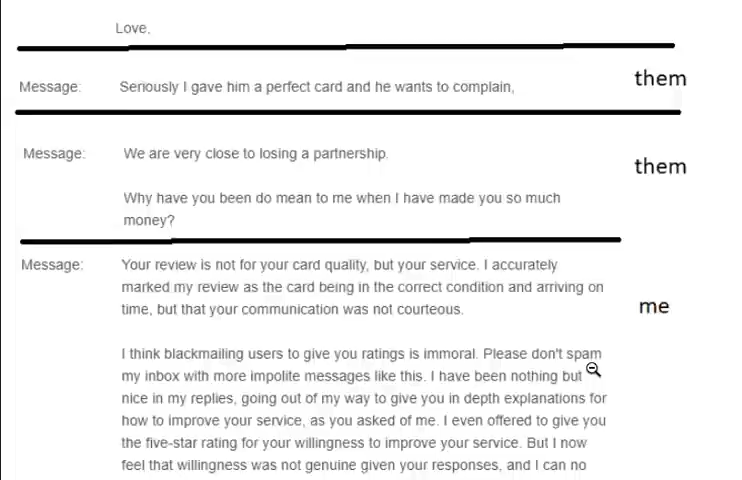 Love,
Message: Seriously I gave him a perfect card and he wants to complain, them
Message: We are very close to losing a partnership. them
Why have you been do mean to me when I have made you so much
money?
Message: Your review is not for your card quality, but your service. I accurately
marked my review as the card being in the correct condition and arriving on
time, but that your communication was not courteous. me
I think blackmailing users to give you ratings is immoral. Please don't spam
my inbox with more impolite messages like this. I have been nothing but
nice in my replies, going out of my way to give you in depth explanations for
how to improve your service, as you asked of me. I even offered to give you
the five-star rating for your willingness to improve your service. But I now
feel that willingness was not genuine given your responses, and I can no